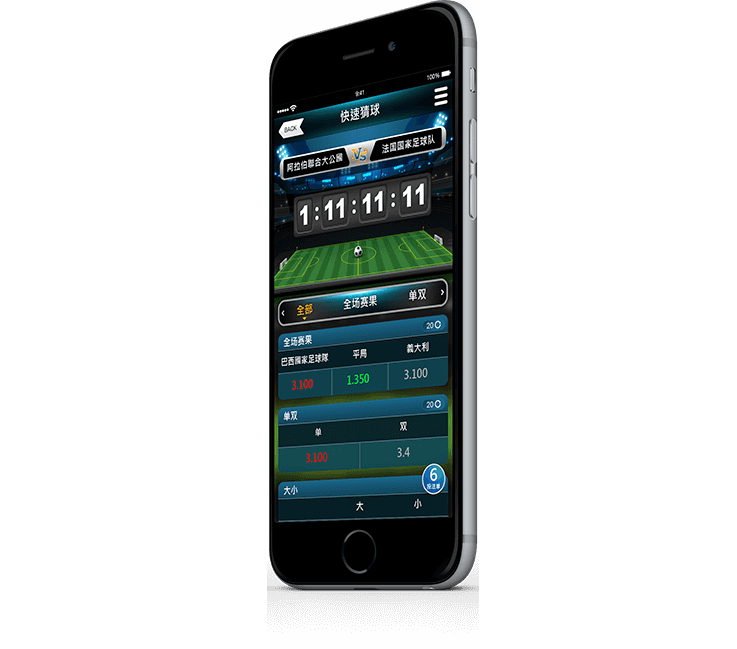 100%
9:41
BACK
快速猜球
阿拉伯聯合大公國 VS 法国国家足球队
1:11:11:11
全部 全场赛果 单双
全场赛果 20
巴西國家足球隊 平局 義大利
3.100 1.350 3.100
单双 20
单 双
3.100 3.4
6
投注單
大小
大 小